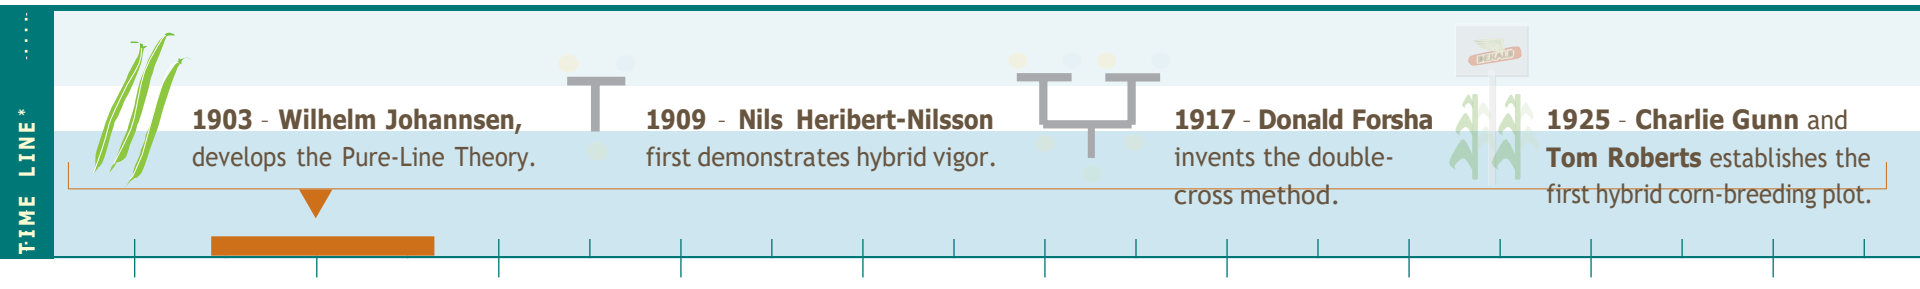 TIME LINE*
1903 - Wilhelm Johannsen,
develops the Pure-Line Theory.
1909 - Nils Heribert-Nilsson
first demonstrates hybrid vigor.
1917 - Donald Forsha
invents the double-
cross method.
DEKALB
1925 - Charlie Gunn and
Tom Roberts establishes the
first hybrid corn-breeding plot.